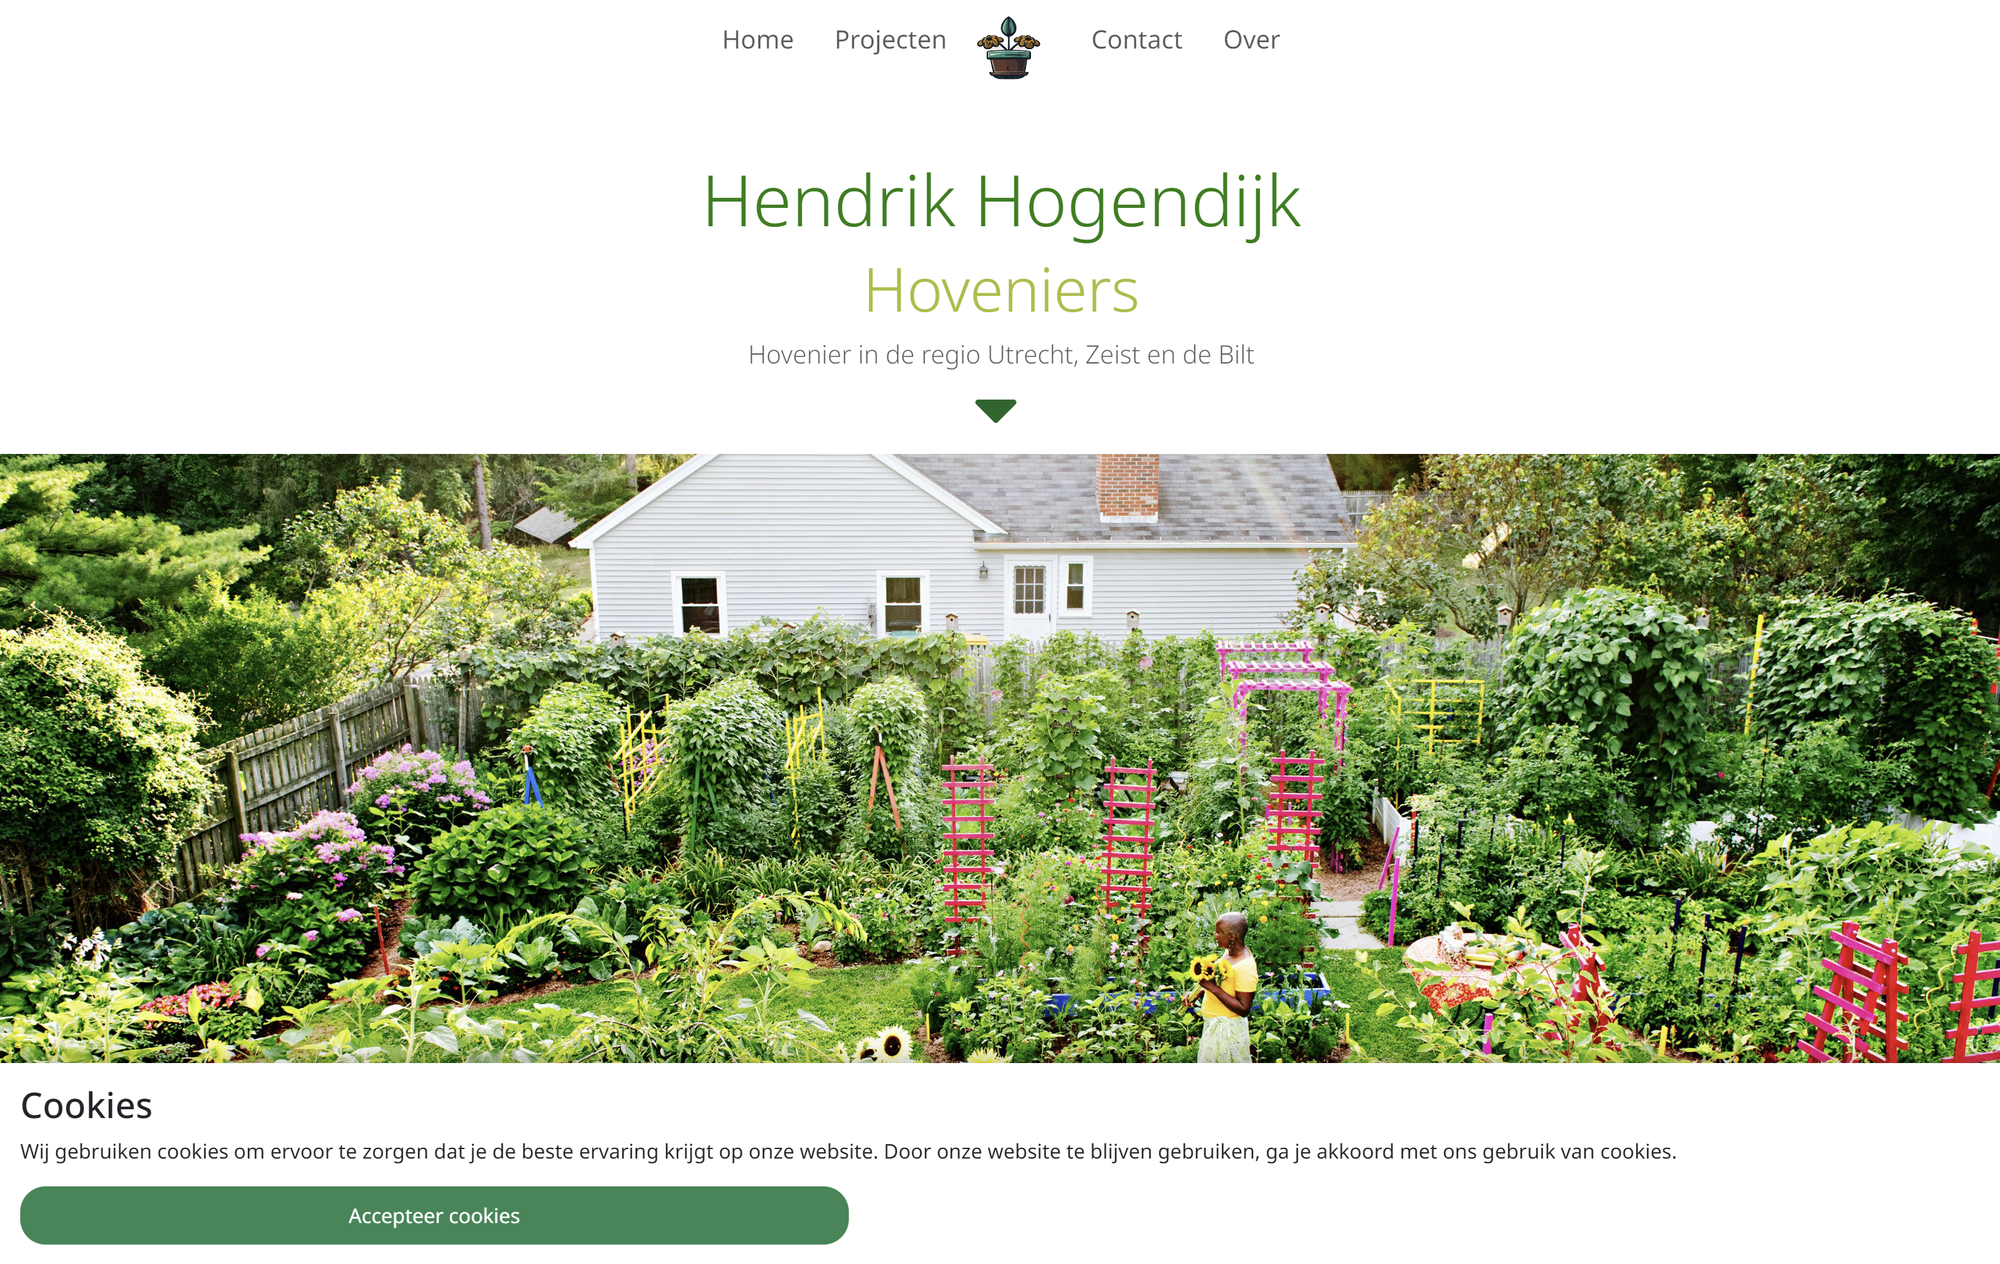 Home Projecten Contact Over
Hendrik Hogendijk
Hoveniers
Hovenier in de regio Utrecht, Zeist en de Bilt
Cookies
Wij gebruiken cookies om ervoor te zorgen dat je de beste ervaring krijgt op onze website. Door onze website te blijven gebruiken, ga je akkoord met ons gebruik van cookies.
Accepteer cookies